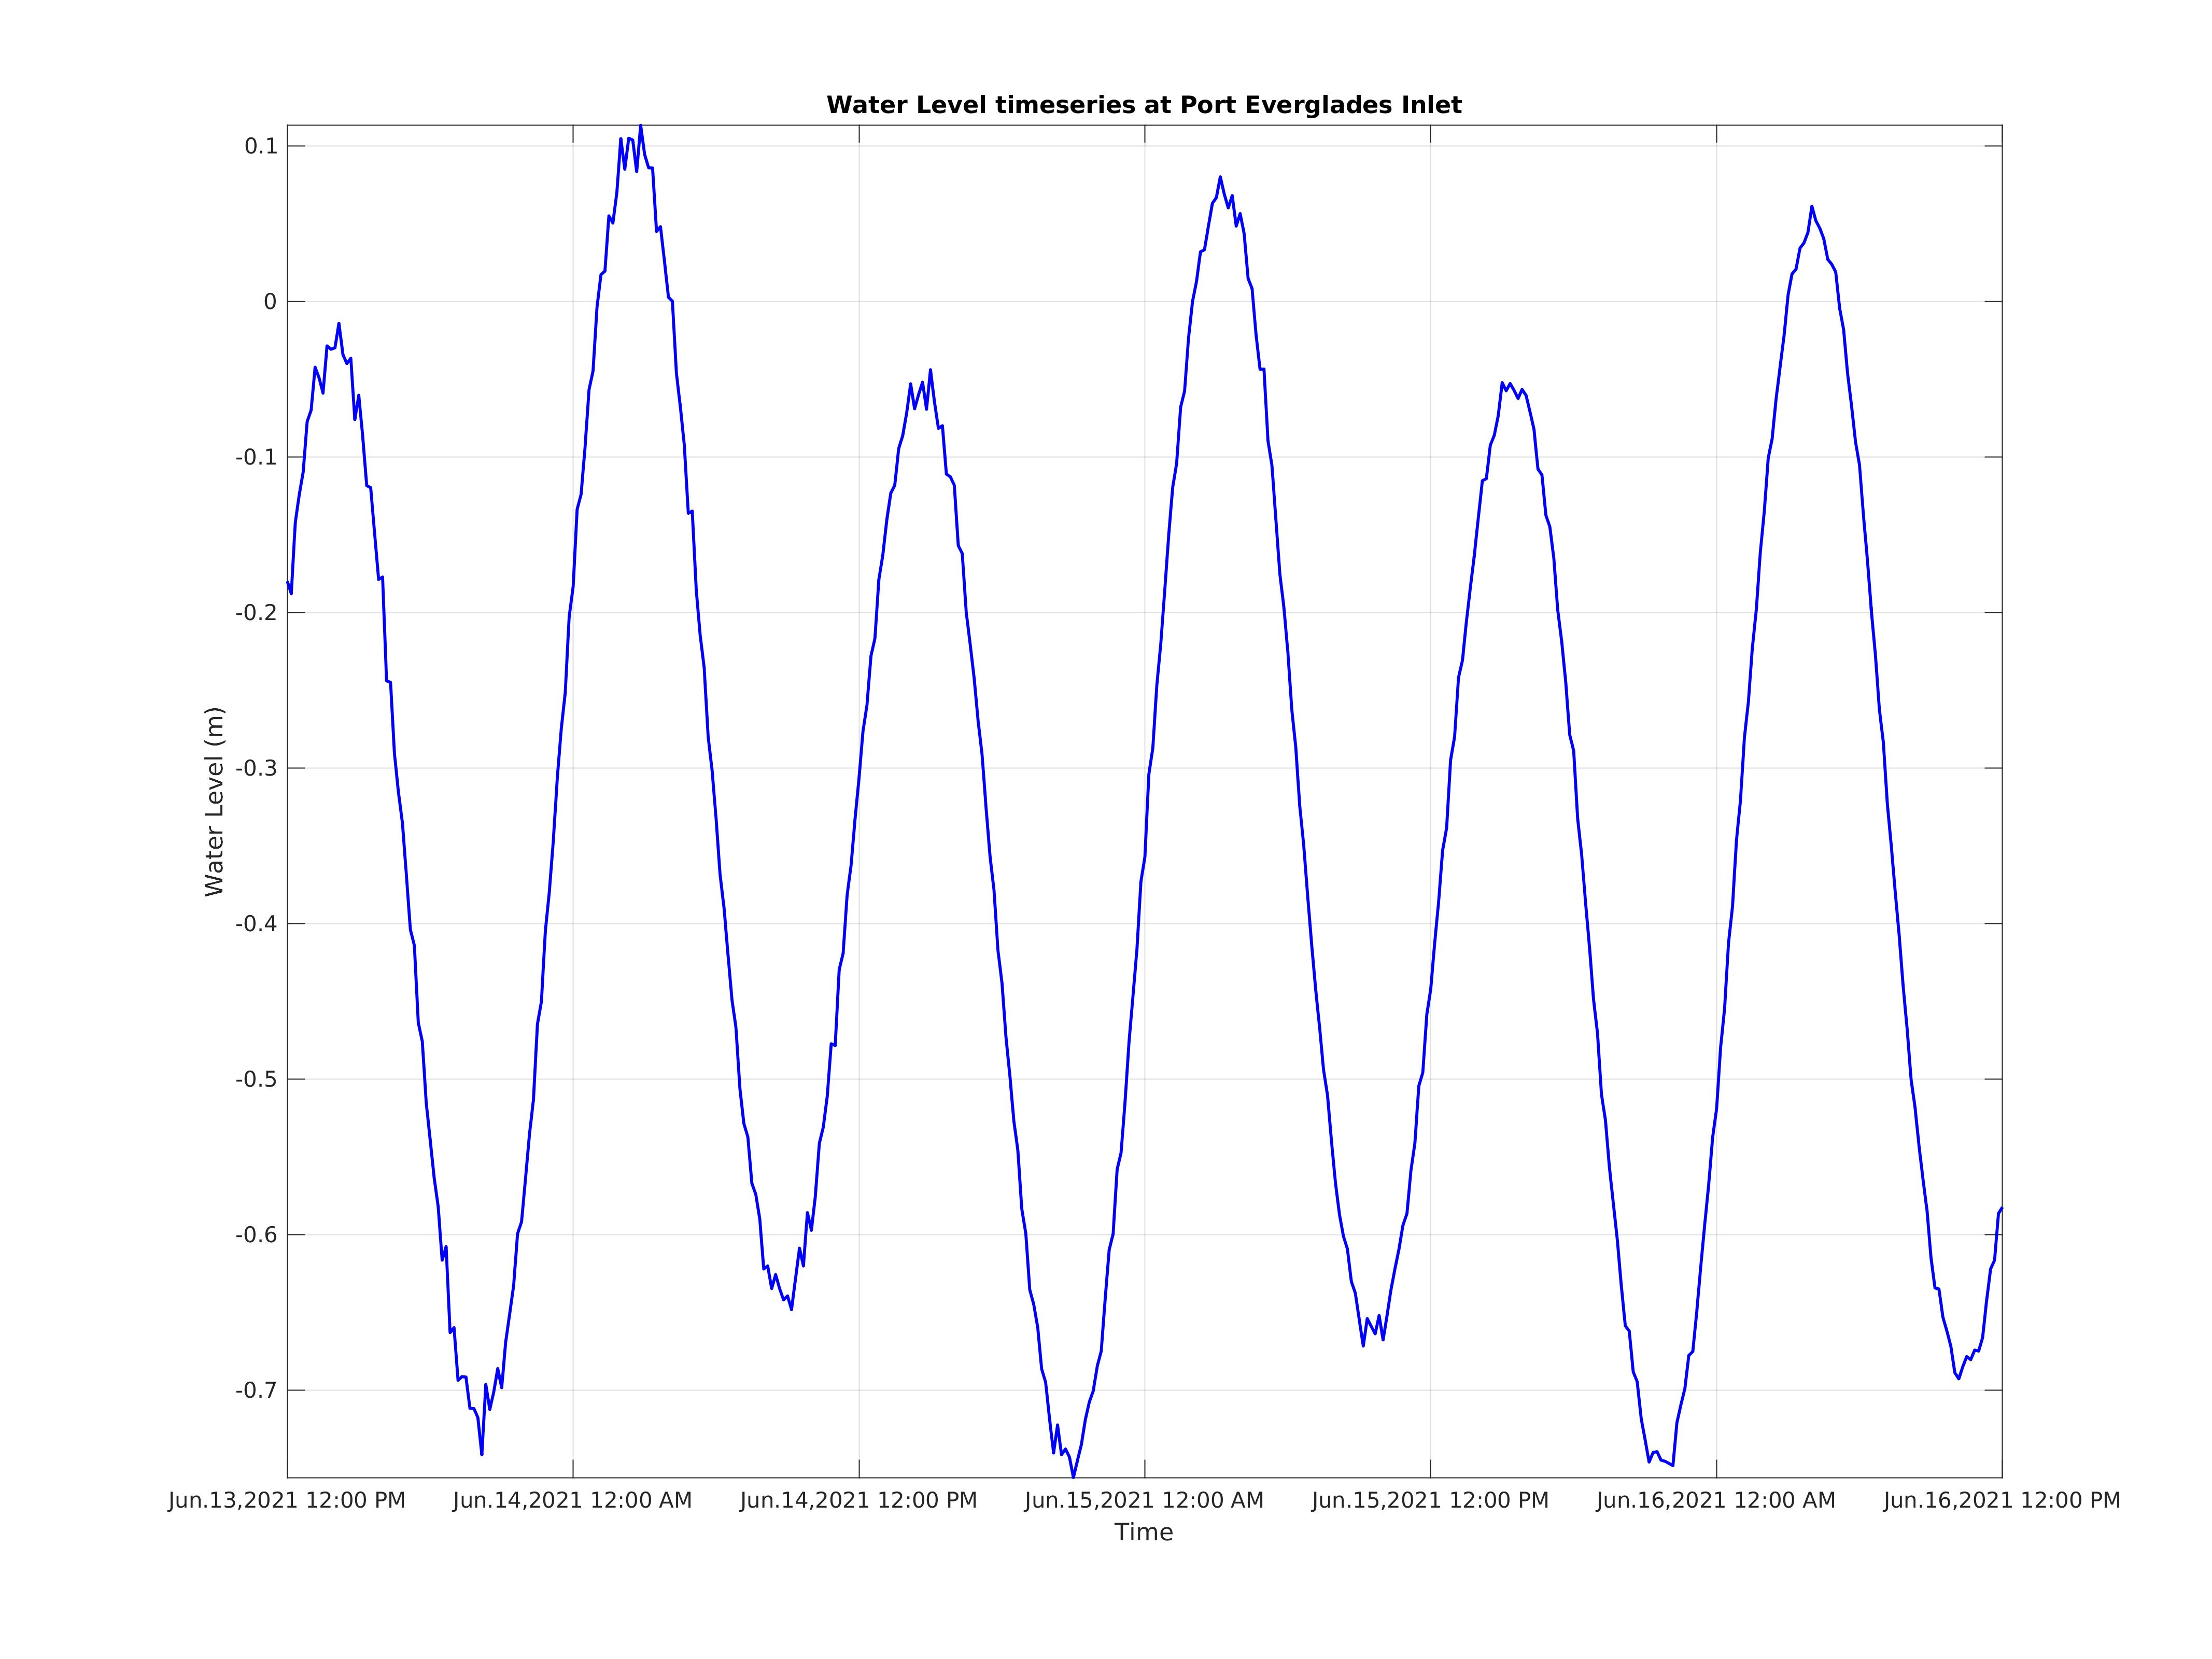 Water Level timeseries at Port Everglades Inlet
0.1
0
-0.1
-0.2
-0.3
-0.4
-0.5
-0.6
-0.7
Water Level (m)
Jun.13,2021 12:00 PM Jun.14,2021 12:00 AM Jun.14,2021 12:00 PM Jun.15,2021 12:00 AM Jun.15,2021 12:00 PM Jun.16,2021 12:00 AM Jun.16,2021 12:00 PM
Time